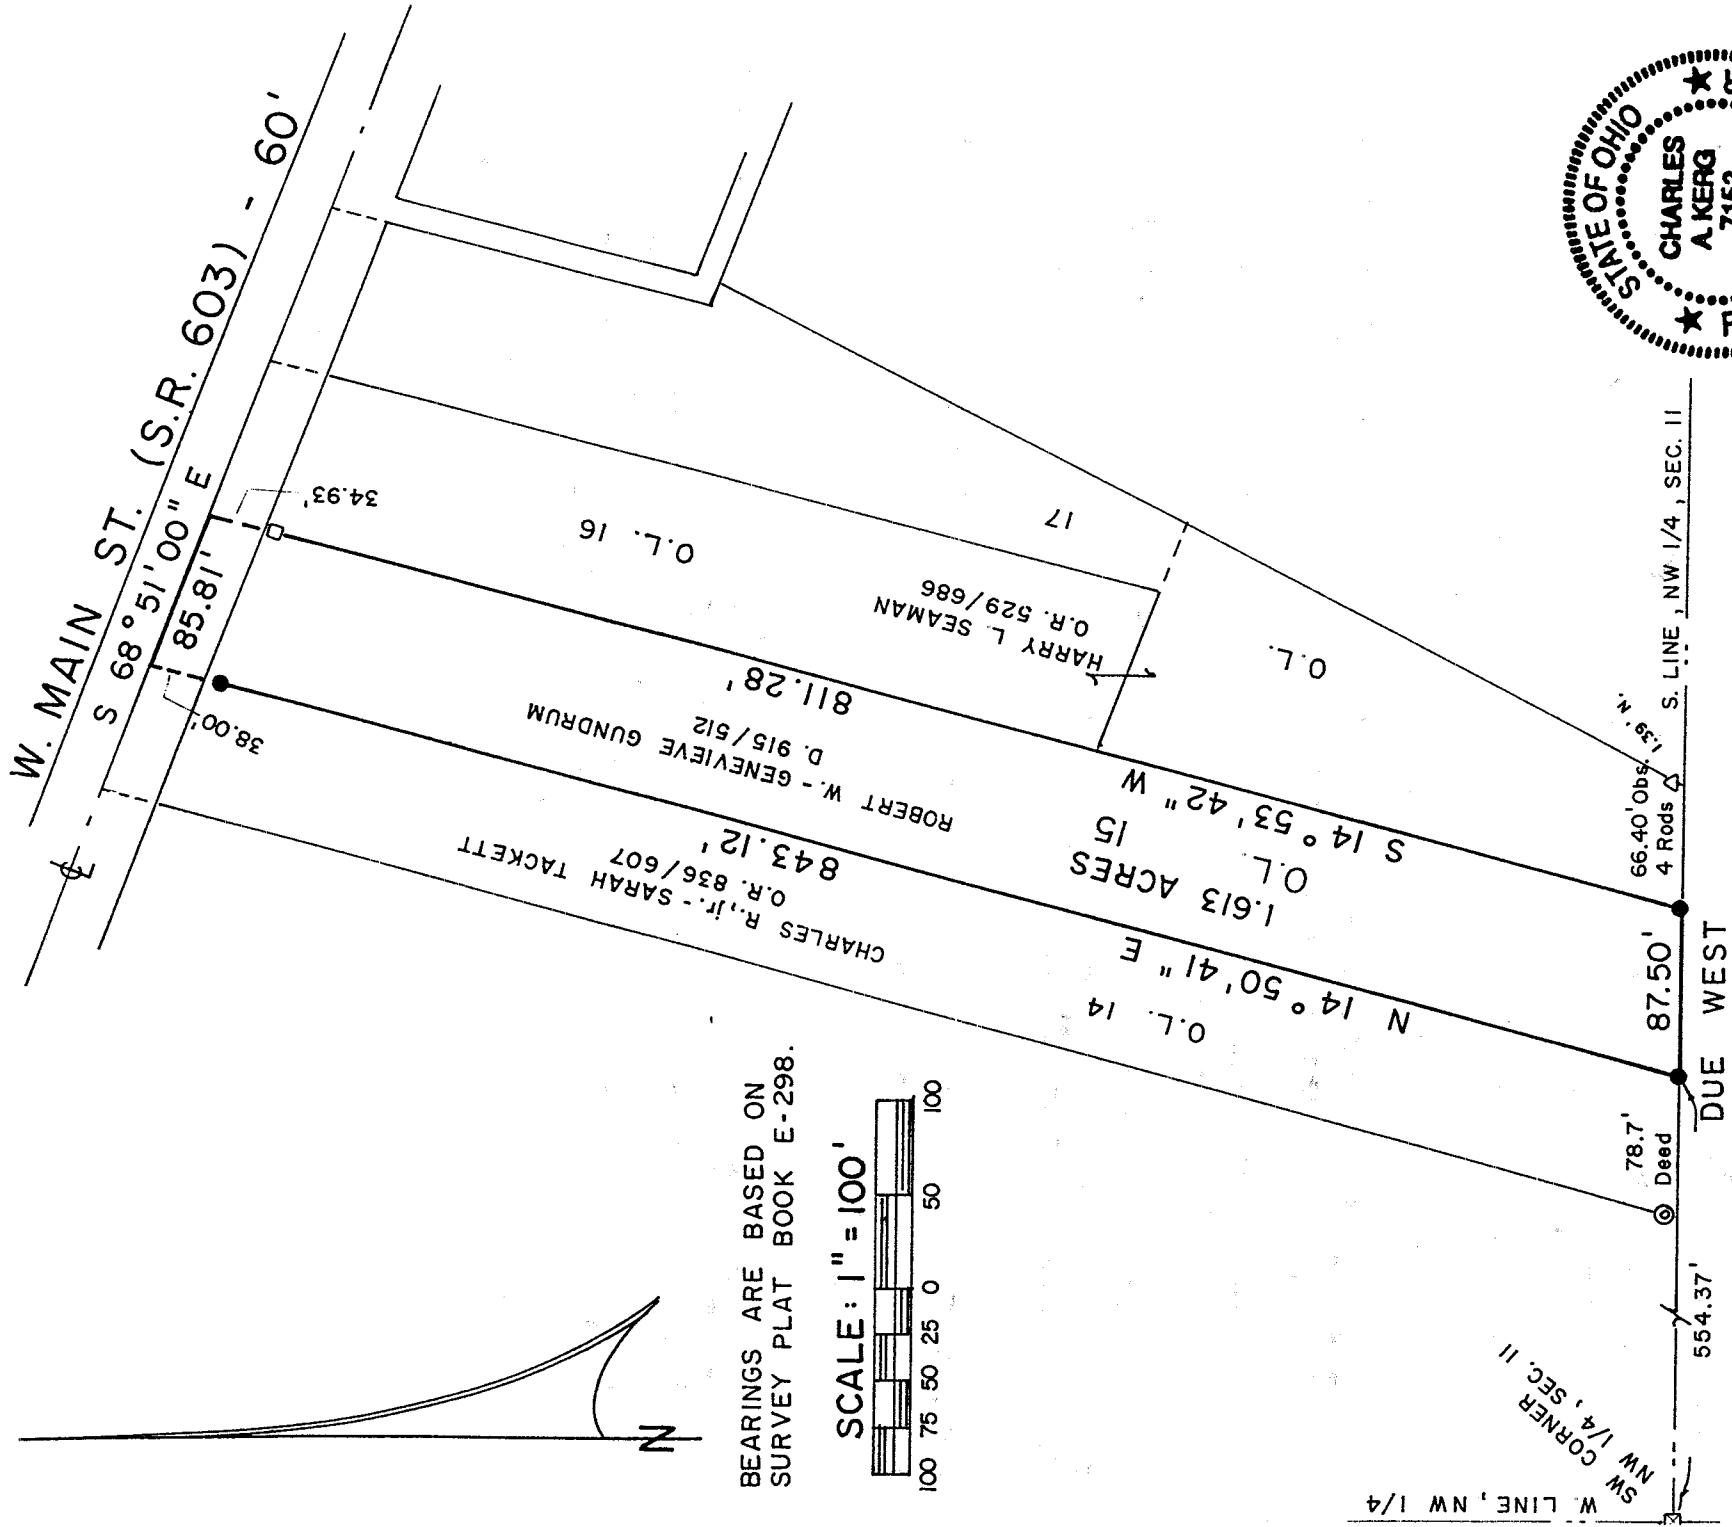 W. MAIN ST. (S.R. 603) - 60'
S 68°51'00" E
85.81'
34.93'
38.00'
O.L. 16
17
O.L.
HARRY L. SEAMAN
O.R. 529/686
811.28'
S 14° 53' 42" W
ROBERT W. - GENEVIEVE GUNDRUM
D. 915/512
O.L.
15
1.613 ACRES
843.12'
N 14° 50' 41" E
CHARLES R., jr. - SARAH TACKETT
O.R. 836/607
O.L. 14
STATE OF OHIO
CHARLES
A. KERG
7153
S. LINE, NW 1/4, SEC. 11
1.39' N.
66.40' Obs.
4 Rods
87.50'
DUE WEST
78.7'
Deed
554.37'
SW CORNER
NW 1/4, SEC. 11
W. LINE, NW 1/4
N
BEARINGS ARE BASED ON
SURVEY PLAT BOOK E-298.
SCALE: 1" = 100'
100 75 50 25 0 50 100